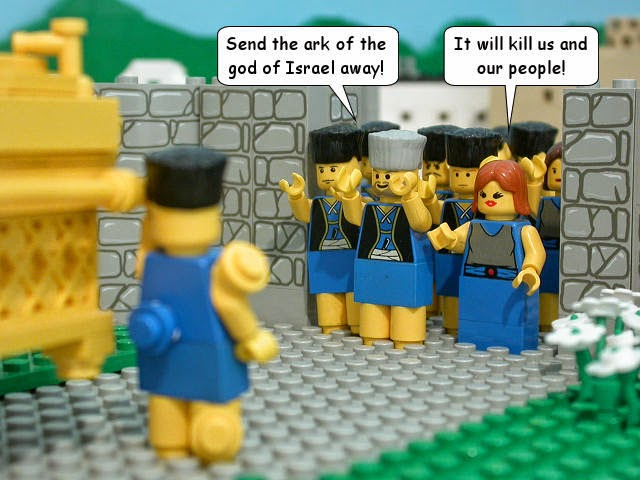 Send the ark of the
god of Israel away!
It will kill us and
our people!